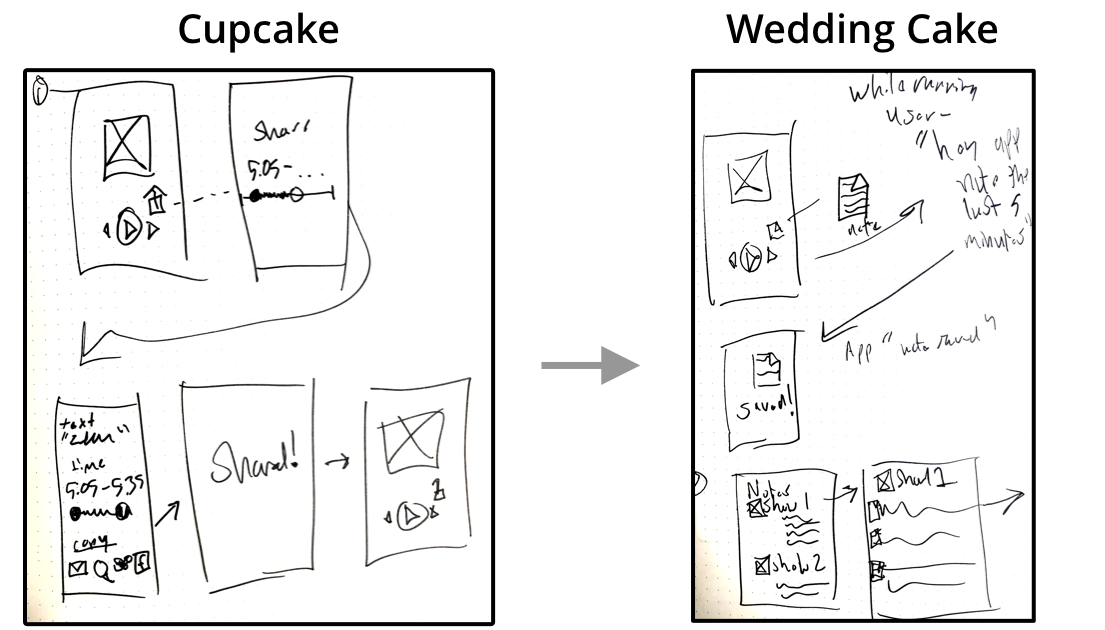 Cupcake
Share
5:05-...
text
time
5:05-5:35
copy
Shared!
Wedding Cake
while running
user-
"hey app
note the
last 5
minutes"
note
App "note saved"
Saved!
Notes
Show 1
Show 2
Show 1